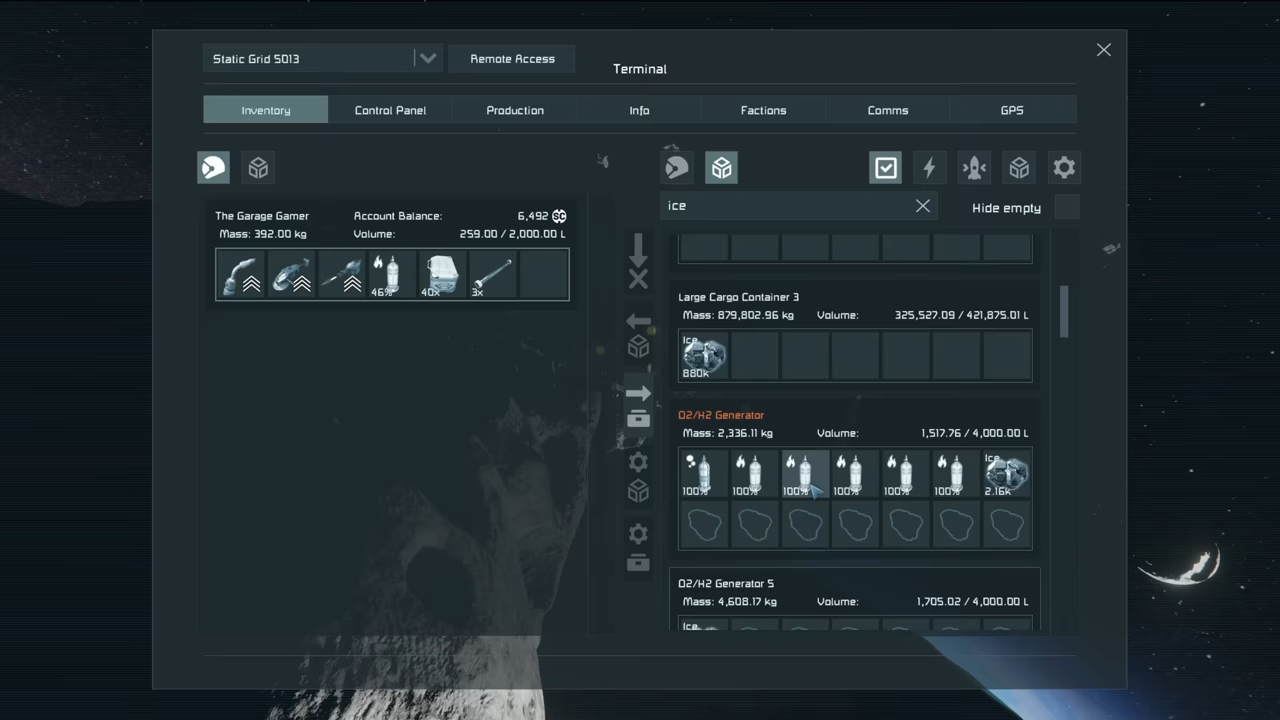 Static Grid 5013
Remote Access
Terminal
Inventory
Control Panel
Production
Info
Factions
Comms
GPS
ice
Hide empty
The Garage Gamer
Account Balance:
6,492
Mass: 392.00 kg
Volume:
259.00 / 2,000.00 L
46%
40x
3x
Large Cargo Container 3
Mass: 879,802.96 kg
Volume:
325,527.09 / 421,875.01 L
Ice
880k
O2/H2 Generator
Mass: 2,336.11 kg
Volume:
1,517.76 / 4,000.00 L
Ice
100%
100%
100%
100%
100%
100%
2.16k
O2/H2 Generator 5
Mass: 4,608.17 kg
Volume:
1,705.02 / 4,000.00 L
Ice